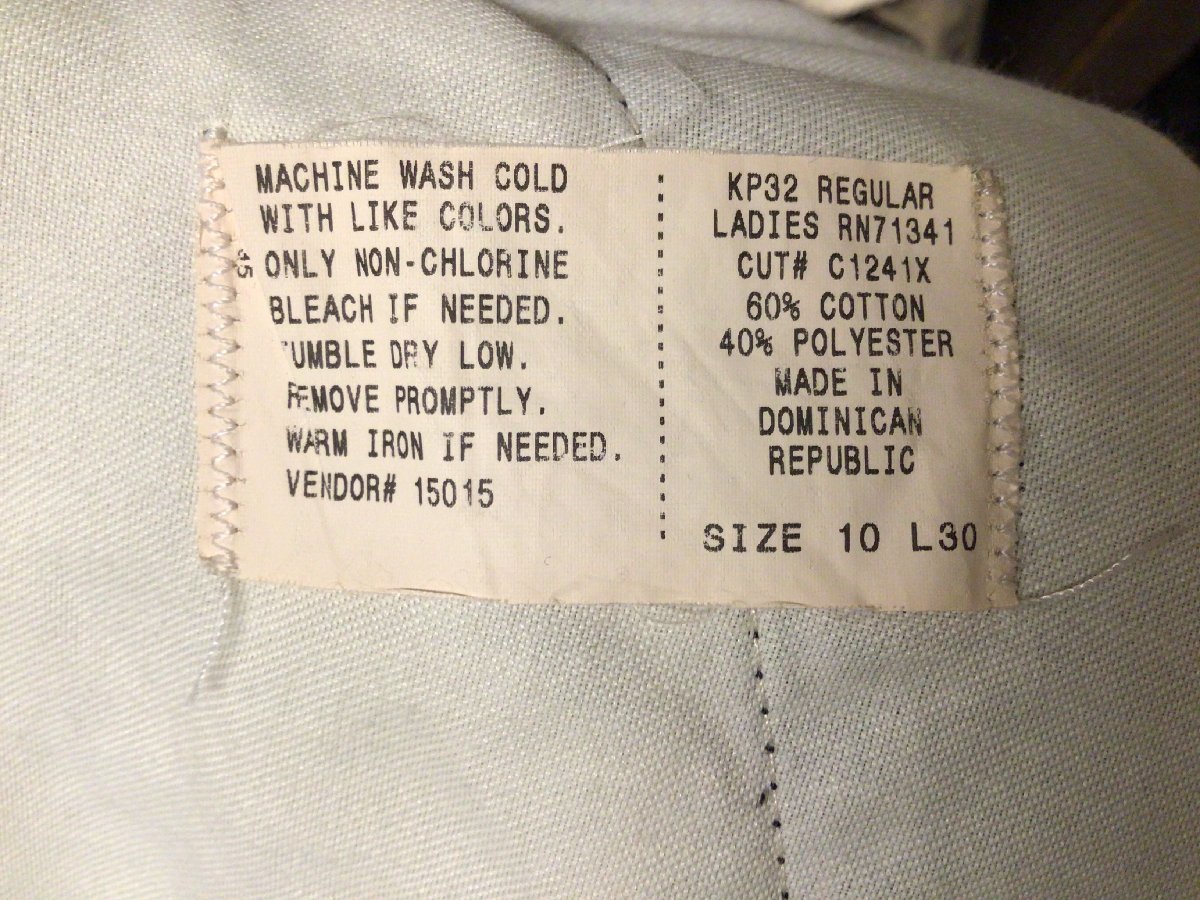 MACHINE WASH COLD
WITH LIKE COLORS.
ONLY NON-CHLORINE
BLEACH IF NEEDED.
TUMBLE DRY LOW.
REMOVE PROMPTLY.
WARM IRON IF NEEDED.
VENDOR# 15015
45
KP32 REGULAR
LADIES RN71341
CUT# C1241X
60% COTTON
40% POLYESTER
MADE IN
DOMINICAN
REPUBLIC
SIZE 10 L30